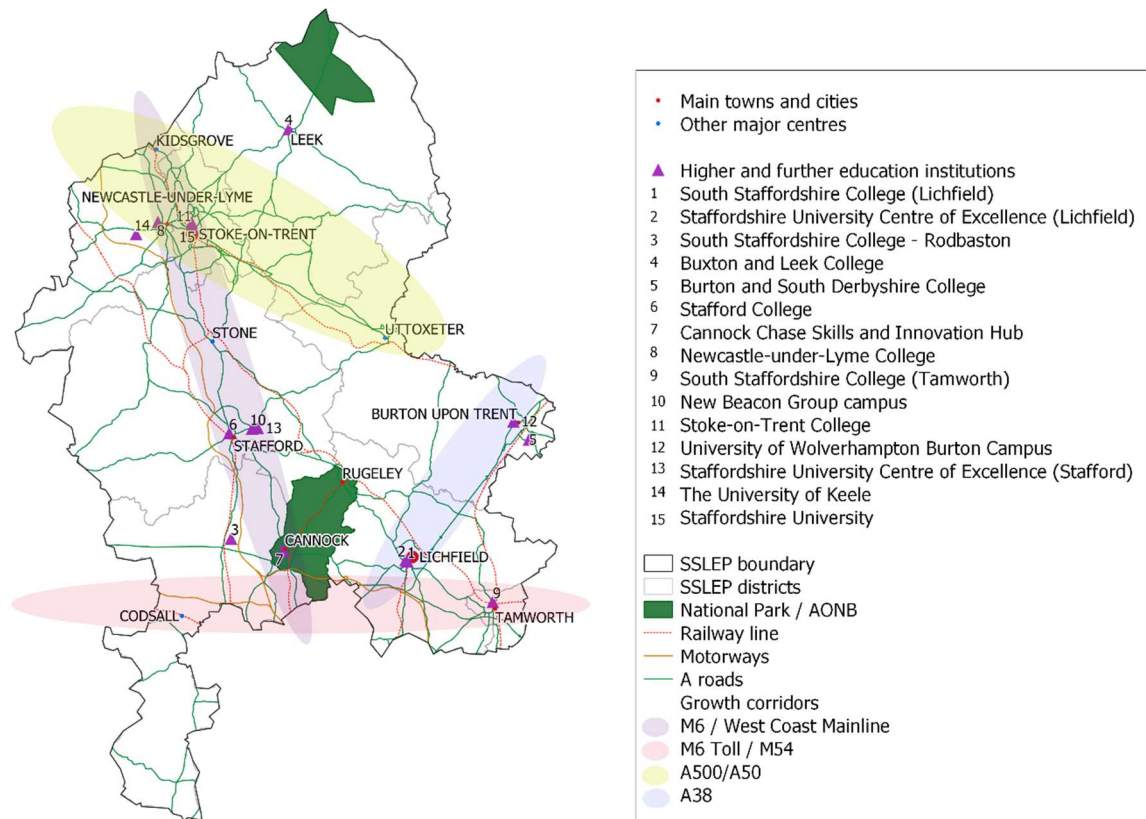 4
LEEK
KIDSGROVE
NEWCASTLE-UNDER-LYME
14
8
11
15
STOKE-ON-TRENT
STONE
UTTOXETER
BURTON UPON TRENT
12
5
6
10
13
STAFFORD
RUGELEY
3
CANNOCK
7
2
1
LICHFIELD
9
TAMWORTH
CODSALL
Main towns and cities
Other major centres
Higher and further education institutions
1 South Staffordshire College (Lichfield)
2 Staffordshire University Centre of Excellence (Lichfield)
3 South Staffordshire College - Rodbaston
4 Buxton and Leek College
5 Burton and South Derbyshire College
6 Stafford College
7 Cannock Chase Skills and Innovation Hub
8 Newcastle-under-Lyme College
9 South Staffordshire College (Tamworth)
10 New Beacon Group campus
11 Stoke-on-Trent College
12 University of Wolverhampton Burton Campus
13 Staffordshire University Centre of Excellence (Stafford)
14 The University of Keele
15 Staffordshire University
SSLEP boundary
SSLEP districts
National Park / AONB
Railway line
Motorways
A roads
Growth corridors
M6 / West Coast Mainline
M6 Toll / M54
A500/A50
A38